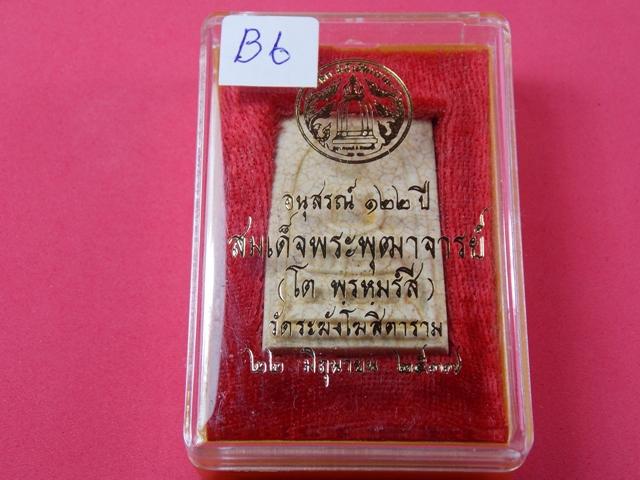 B6
อนุสรณ์ ๑๒๒ ปี
สมเด็จพระพุฒาจารย์
(โต พรหมรังสี)
วัดระฆังโฆสิตาราม
๒๒ มิถุนายน ๒๕๓๗